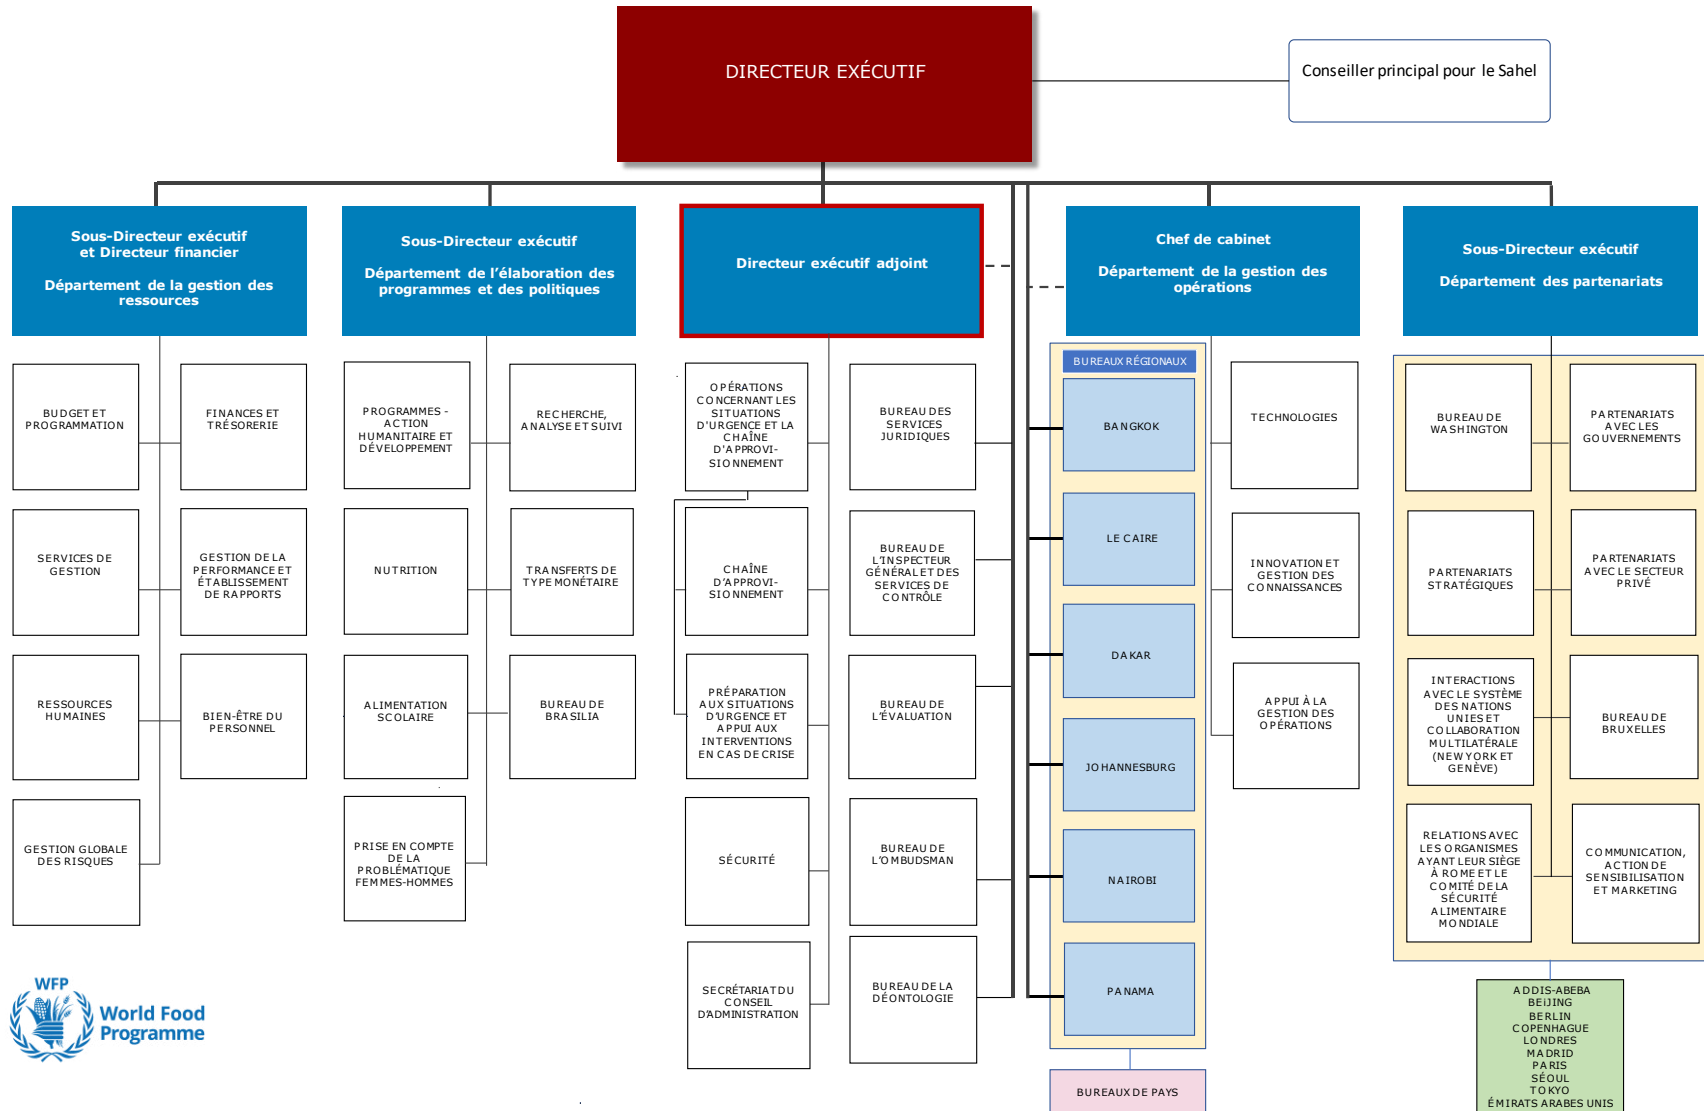 DIRECTEUR EXÉCUTIF
Conseiller principal pour le Sahel
Sous-Directeur exécutif
et Directeur financier
Département de la gestion des
ressources
Sous-Directeur exécutif
Département de l'élaboration des
programmes et des politiques
Directeur exécutif adjoint
Chef de cabinet
Département de la gestion des
opérations
Sous-Directeur exécutif
Département des partenariats
BUDGET ET
PROGRAMMATION
FINANCES ET
TRÉSORERIE
SERVICES DE
GESTION
GESTION DE LA
PERFORMANCE ET
ÉTABLISSEMENT
DE RAPPORTS
RESSOURCES
HUMAINES
BIEN-ÊTRE DU
PERSONNEL
GESTION GLOBALE
DES RISQUES
PROGRAMMES -
ACTION
HUMANITAIRE ET
DÉVELOPPEMENT
RECHERCHE,
ANALYSE ET SUIVI
NUTRITION
TRANSFERTS DE
TYPE MONÉTAIRE
ALIMENTATION
SCOLAIRE
BUREAU DE
BRASILIA
PRISE EN COMPTE
DE LA
PROBLÉMATIQUE
FEMMES-HOMMES
OPÉRATIONS
CONCERNANT LES
SITUATIONS
D'URGENCE ET LA
CHAÎNE
D'APPROVI-
SIONNEMENT
BUREAU DES
SERVICES
JURIDIQUES
CHAÎNE
D'APPROVI-
SIONNEMENT
BUREAU DE
L'INSPECTEUR
GÉNÉRAL ET DES
SERVICES DE
CONTRÔLE
PRÉPARATION
AUX SITUATIONS
D'URGENCE ET
APPUI AUX
INTERVENTIONS
EN CAS DE CRISE
BUREAU DE
L'ÉVALUATION
SÉCURITÉ
BUREAU DE
L'OMBUDSMAN
SECRÉTARIAT DU
CONSEIL
D'ADMINISTRATION
BUREAU DE LA
DÉONTOLOGIE
BUREAUX RÉGIONAUX
BANGKOK
LE CAIRE
DAKAR
JOHANNESBURG
NAIROBI
PANAMA
BUREAUX DE PAYS
TECHNOLOGIES
INNOVATION ET
GESTION DES
CONNAISSANCES
APPUI À LA
GESTION DES
OPÉRATIONS
BUREAU DE
WASHINGTON
PARTENARIATS
AVEC LES
GOUVERNEMENTS
PARTENARIATS
STRATÉGIQUES
PARTENARIATS
AVEC LE SECTEUR
PRIVÉ
INTERACTIONS
AVEC LE SYSTÈME
DES NATIONS
UNIES ET
COLLABORATION
MULTILATÉRALE
(NEW YORK ET
GENÈVE)
BUREAU DE
BRUXELLES
RELATIONS AVEC
LES ORGANISMES
AYANT LEUR SIÈGE
À ROME ET LE
COMITÉ DE LA
SÉCURITÉ
ALIMENTAIRE
MONDIALE
COMMUNICATION,
ACTION DE
SENSIBILISATION
ET MARKETING
ADDIS-ABEBA
BEIJING
BERLIN
COPENHAGUE
LONDRES
MADRID
PARIS
SÉOUL
TOKYO
ÉMIRATS ARABES UNIS
WFP
World Food
Programme